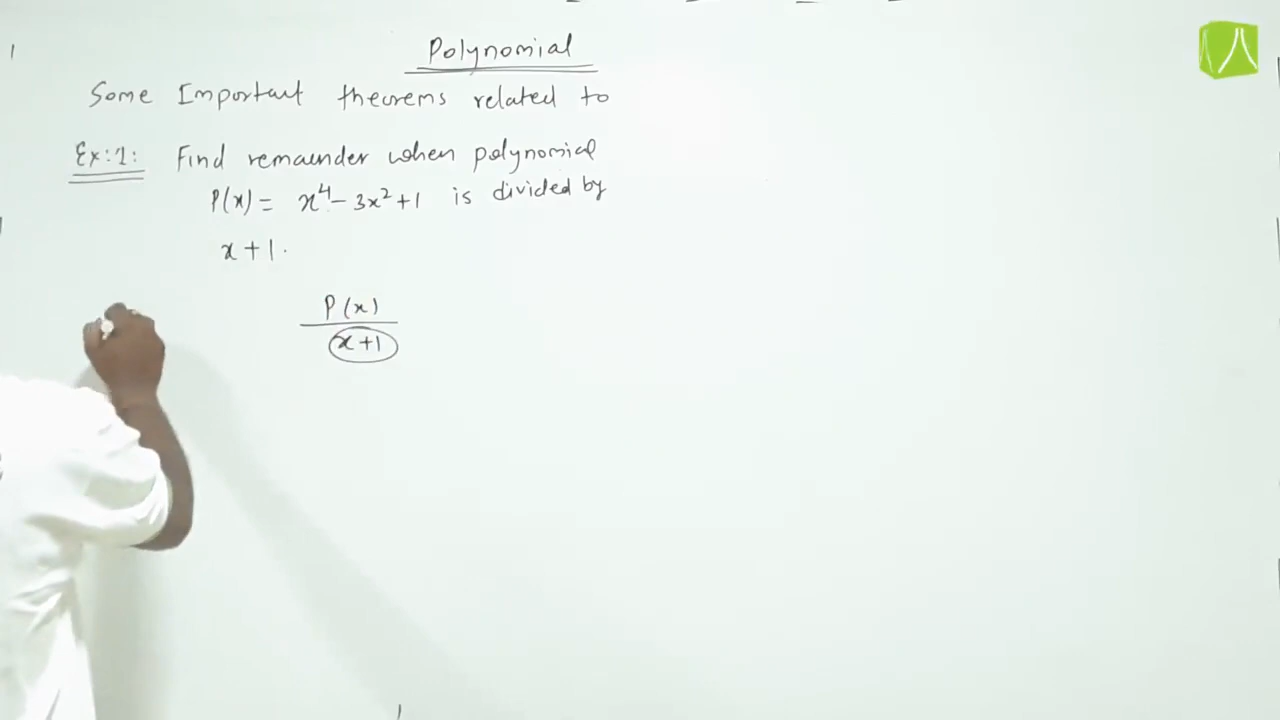 Polynomial
Some Important theorems related to
Ex:1: Find remainder when polynomial
P(x) = x⁴ - 3x² + 1 is divided by
x + 1.
P(x)
x + 1